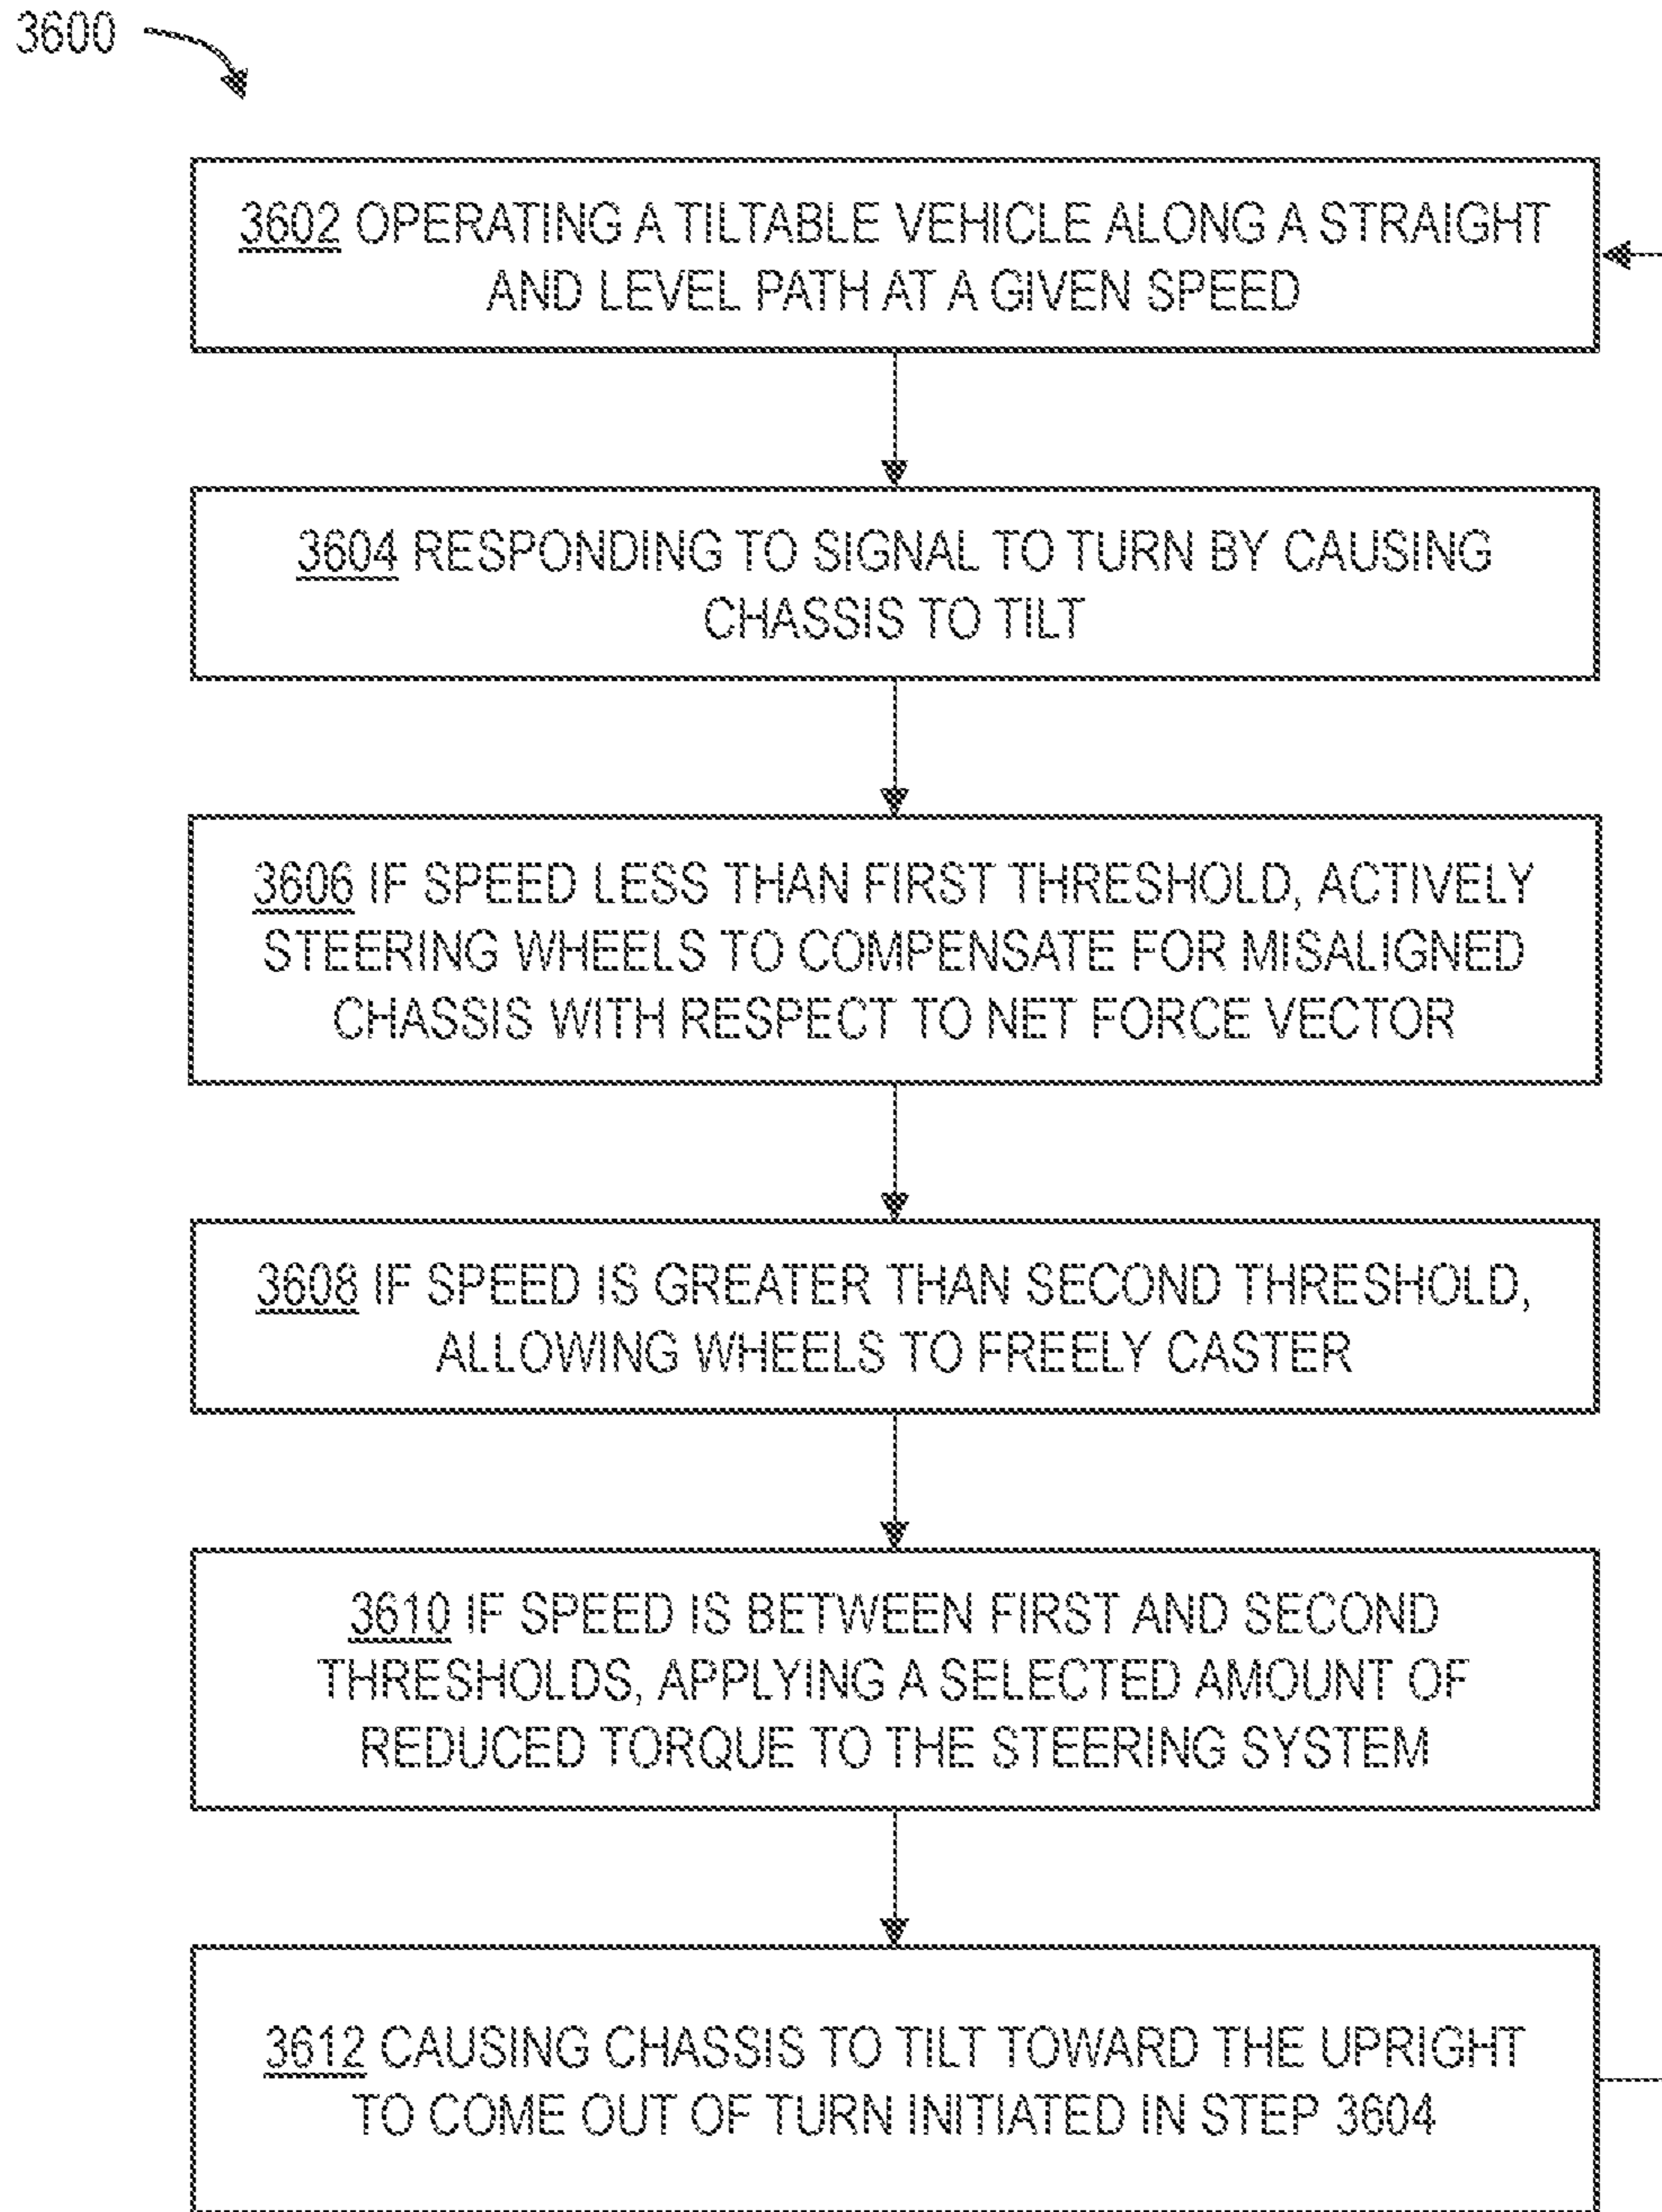 3600
3602 OPERATING A TILTABLE VEHICLE ALONG A STRAIGHT
AND LEVEL PATH AT A GIVEN SPEED
3604 RESPONDING TO SIGNAL TO TURN BY CAUSING
CHASSIS TO TILT
3606 IF SPEED LESS THAN FIRST THRESHOLD, ACTIVELY
STEERING WHEELS TO COMPENSATE FOR MISALIGNED
CHASSIS WITH RESPECT TO NET FORCE VECTOR
3608 IF SPEED IS GREATER THAN SECOND THRESHOLD,
ALLOWING WHEELS TO FREELY CASTER
3610 IF SPEED IS BETWEEN FIRST AND SECOND
THRESHOLDS, APPLYING A SELECTED AMOUNT OF
REDUCED TORQUE TO THE STEERING SYSTEM
3612 CAUSING CHASSIS TO TILT TOWARD THE UPRIGHT
TO COME OUT OF TURN INITIATED IN STEP 3604